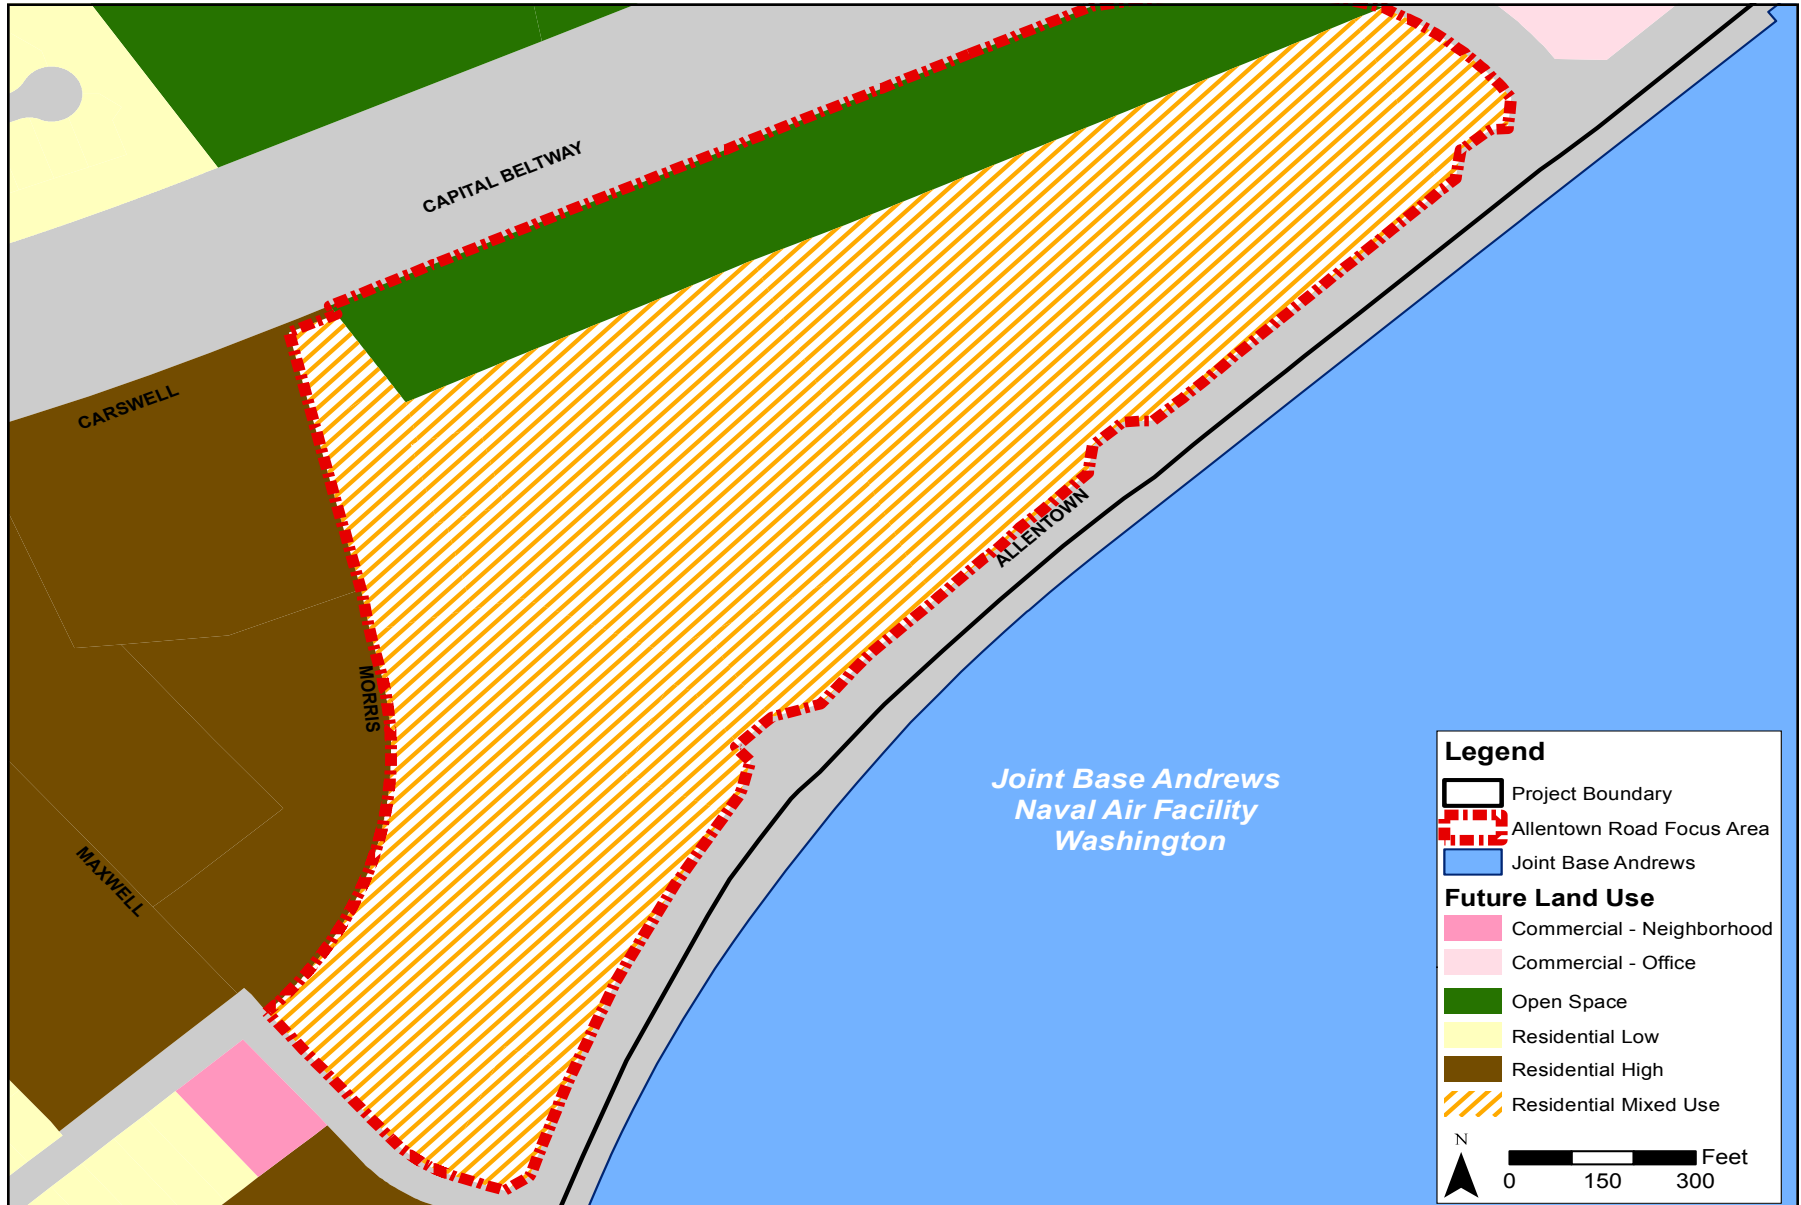 CAPITAL BELTWAY
CARSWELL
ALLENTOWN
MORRIS
MAXWELL
Joint Base Andrews
Naval Air Facility
Washington
Legend
Project Boundary
Allentown Road Focus Area
Joint Base Andrews
Future Land Use
Commercial - Neighborhood
Commercial - Office
Open Space
Residential Low
Residential High
Residential Mixed Use
N
Feet
0 150 300